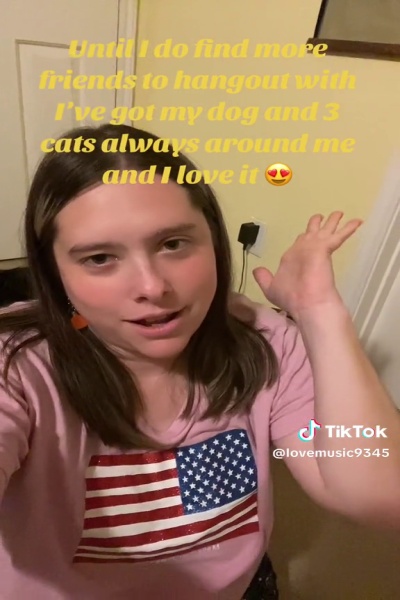 Until I do find more
friends to hangout with
I've got my dog and 3
cats always around me
and I love it 😍
TikTok
@lovemusic9345